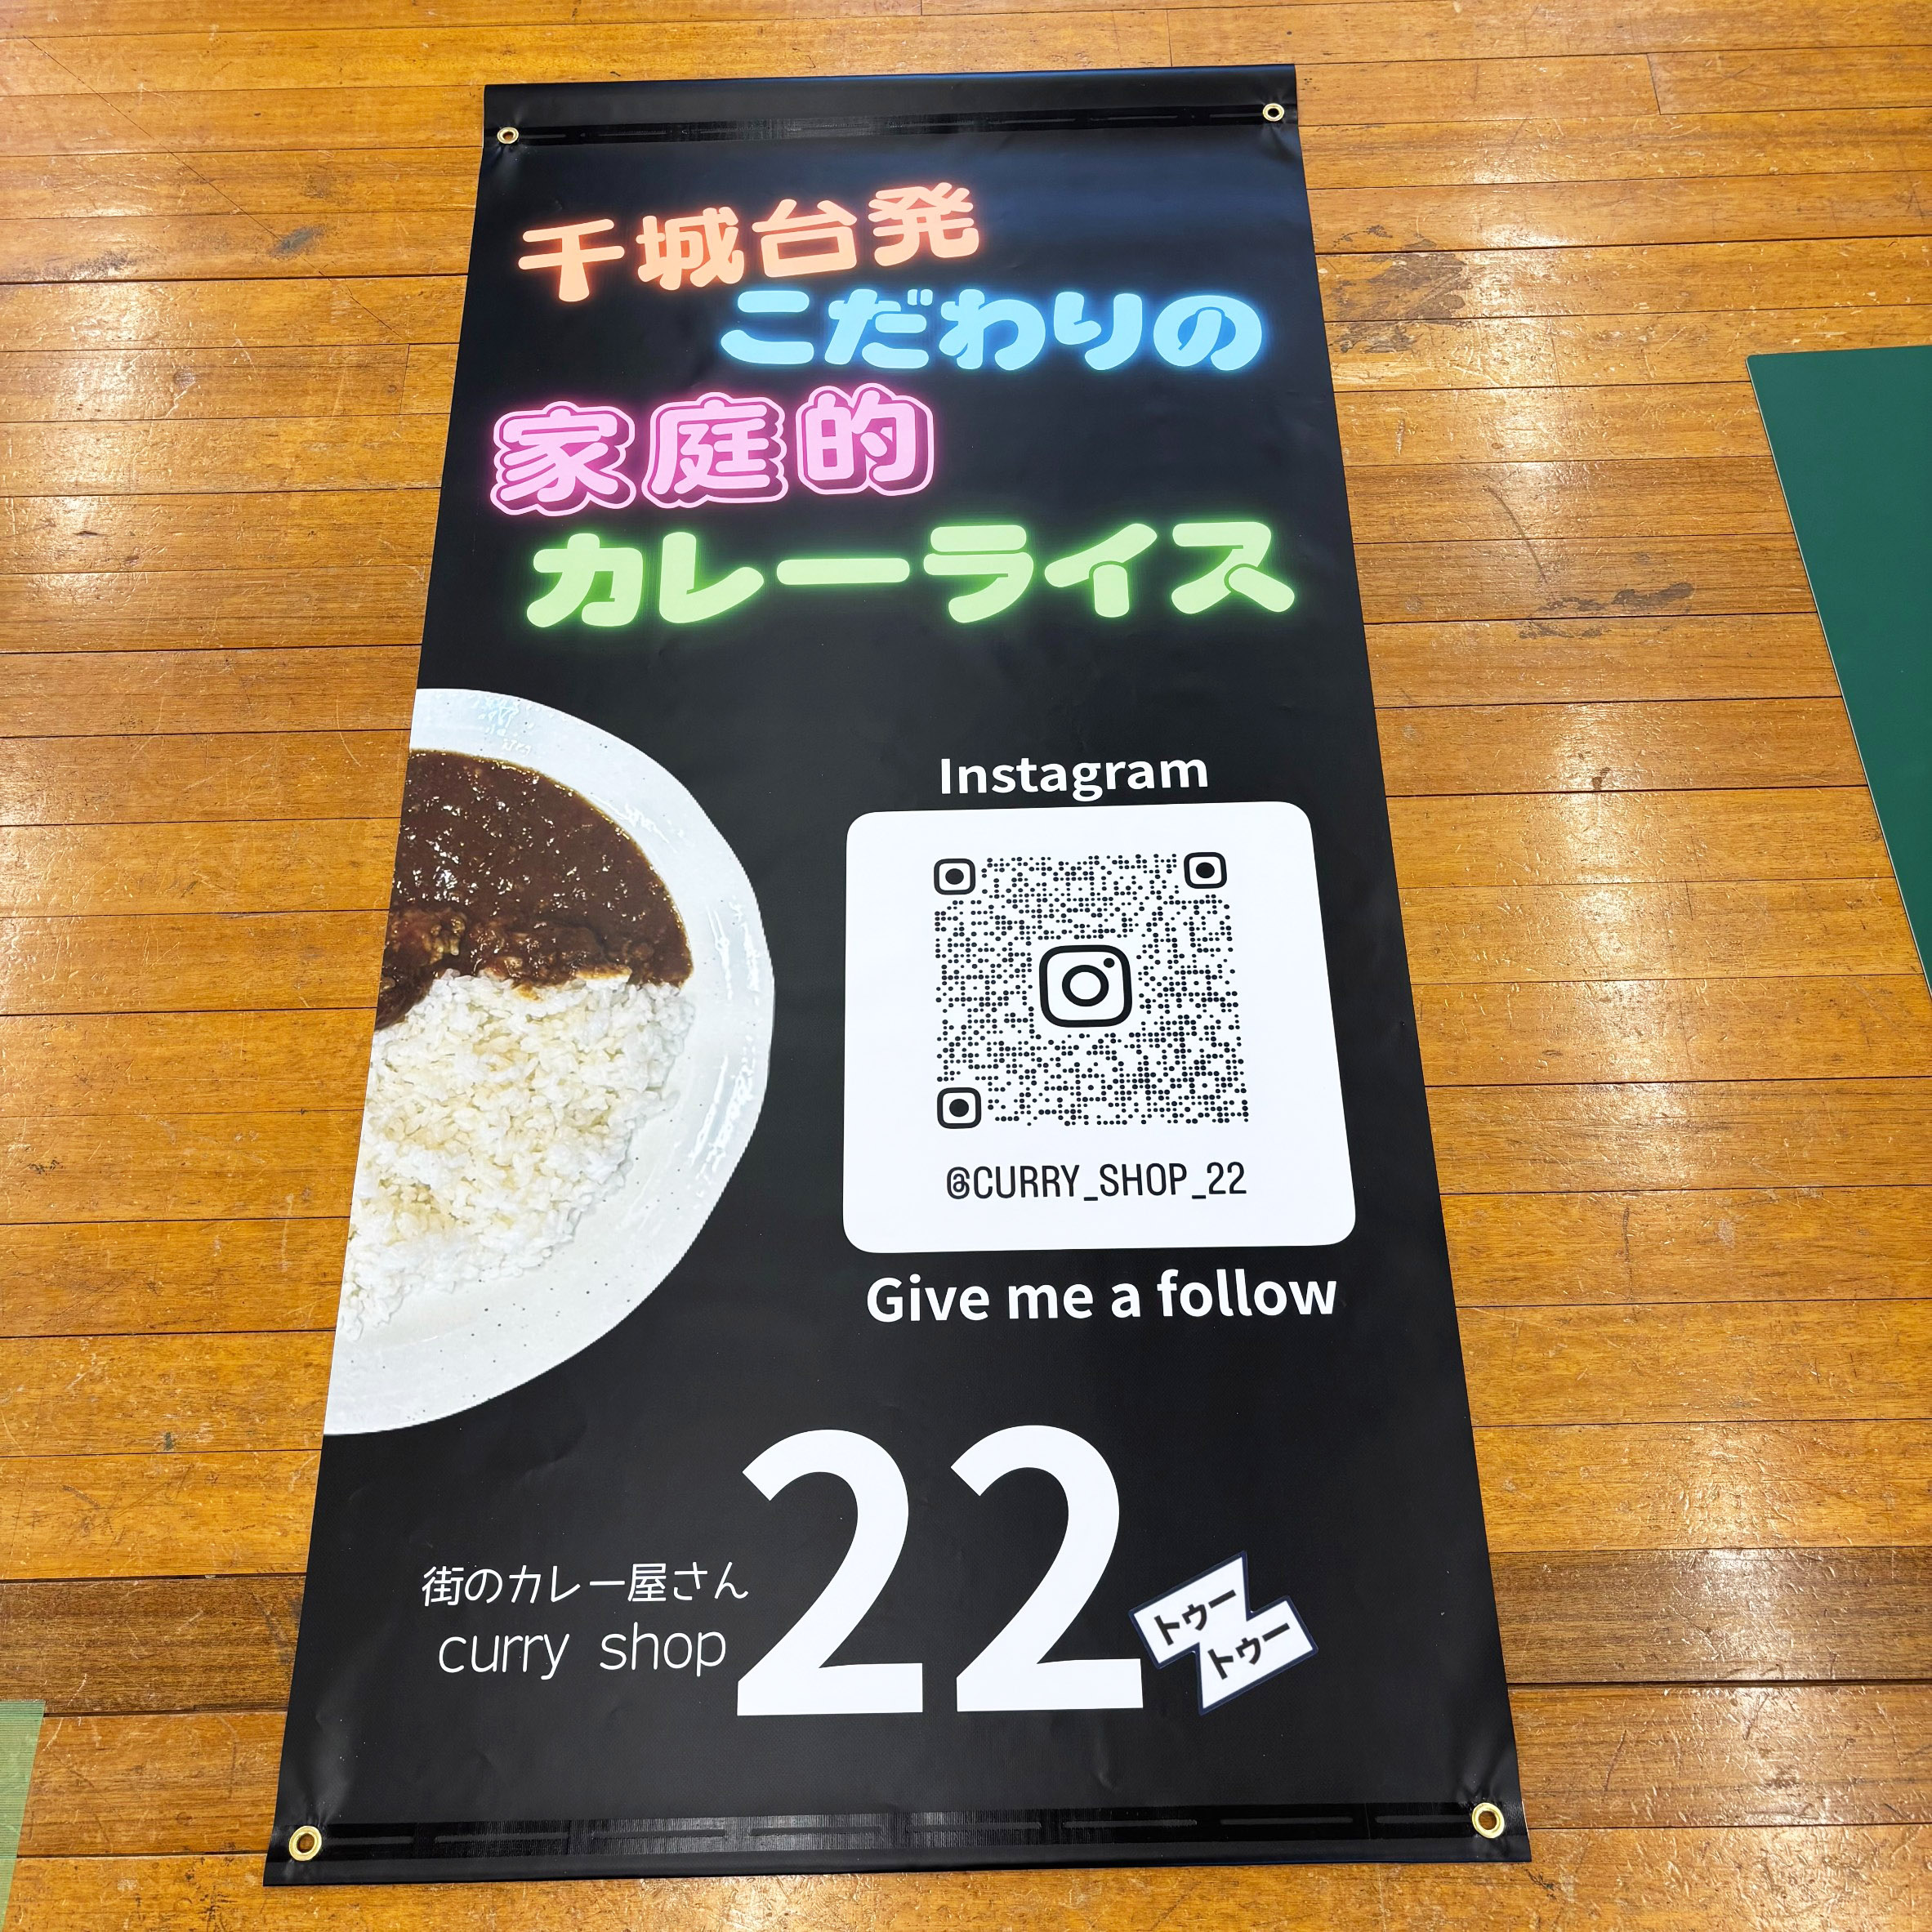 千城台発
こだわりの
家庭的
カレーライス
Instagram
@CURRY_SHOP_22
Give me a follow
街のカレー屋さん
curry shop
22
トゥー
トゥー